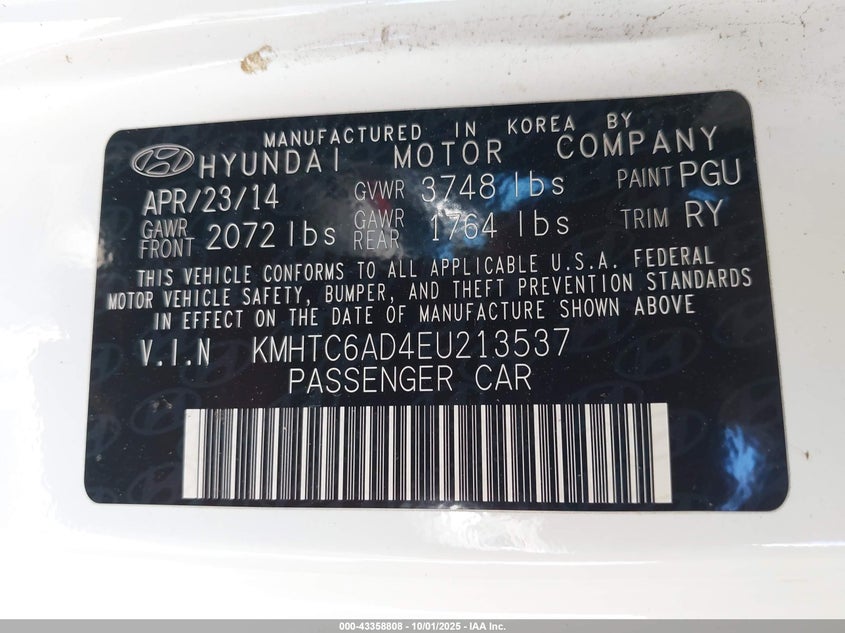 MANUFACTURED IN KOREA BY
HYUNDAI MOTOR COMPANY
APR/23/14 GVWR 3748 lbs PAINT PGU
GAWR FRONT 2072 lbs GAWR REAR 1764 lbs TRIM RY
THIS VEHICLE CONFORMS TO ALL APPLICABLE U.S.A. FEDERAL
MOTOR VEHICLE SAFETY, BUMPER, AND THEFT PREVENTION STANDARDS
IN EFFECT ON THE DATE OF MANUFACTURE SHOWN ABOVE
V.I.N KMHTC6AD4EU213537
PASSENGER CAR
000-43358808 - 10/01/2025 - IAA Inc.